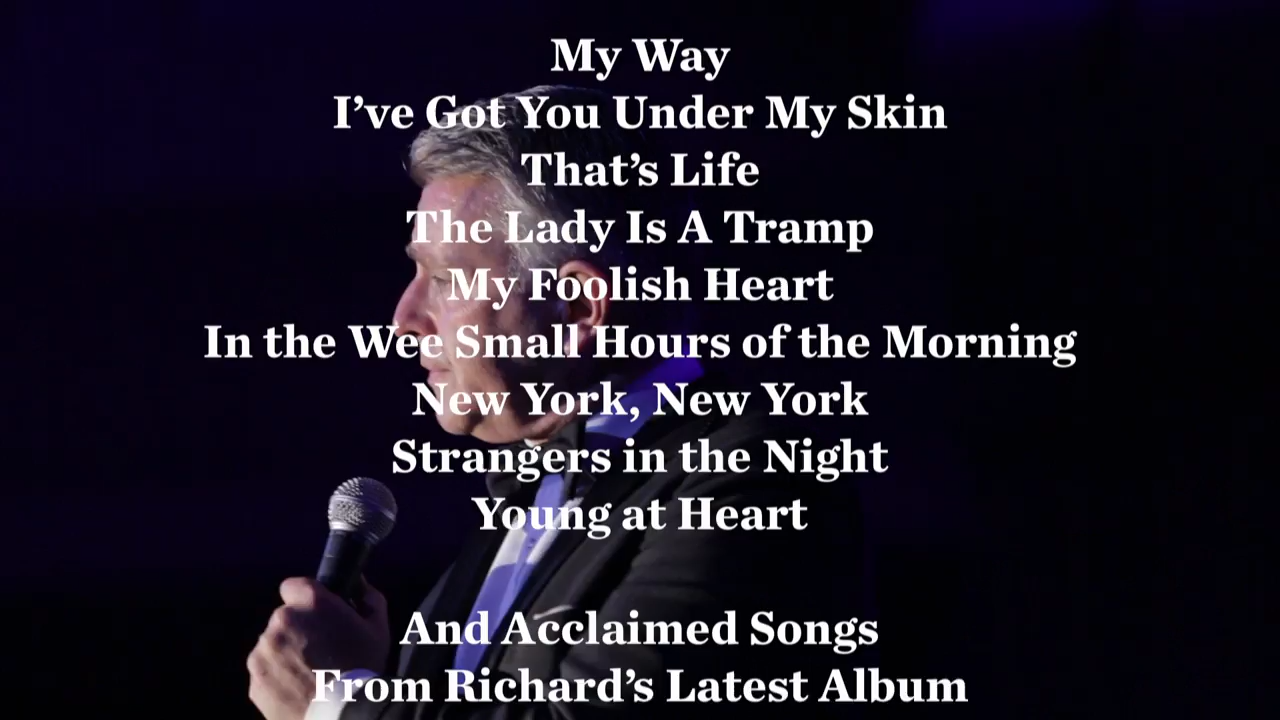 My Way
I’ve Got You Under My Skin
That’s Life
The Lady Is A Tramp
My Foolish Heart
In the Wee Small Hours of the Morning
New York, New York
Strangers in the Night
Young at Heart
And Acclaimed Songs
From Richard’s Latest Album